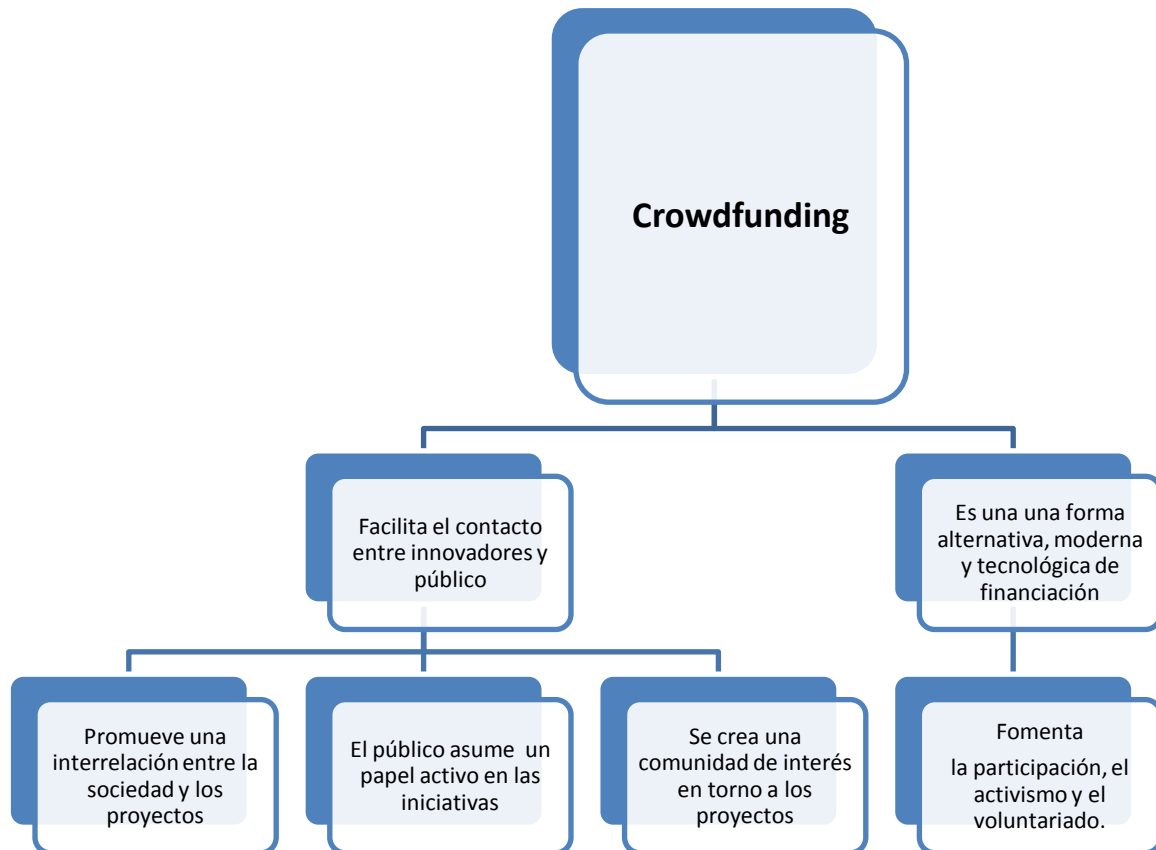 Crowdfunding
Facilita el contacto
entre innovadores y
público
Es una una forma
alternativa, moderna
y tecnológica de
financiación
Promueve una
interrelación entre la
sociedad y los
proyectos
El público asume  un
papel activo en las
iniciativas
Se crea una
comunidad de interés
en torno a los
proyectos
Fomenta
la participación, el
activismo y el
voluntariado.